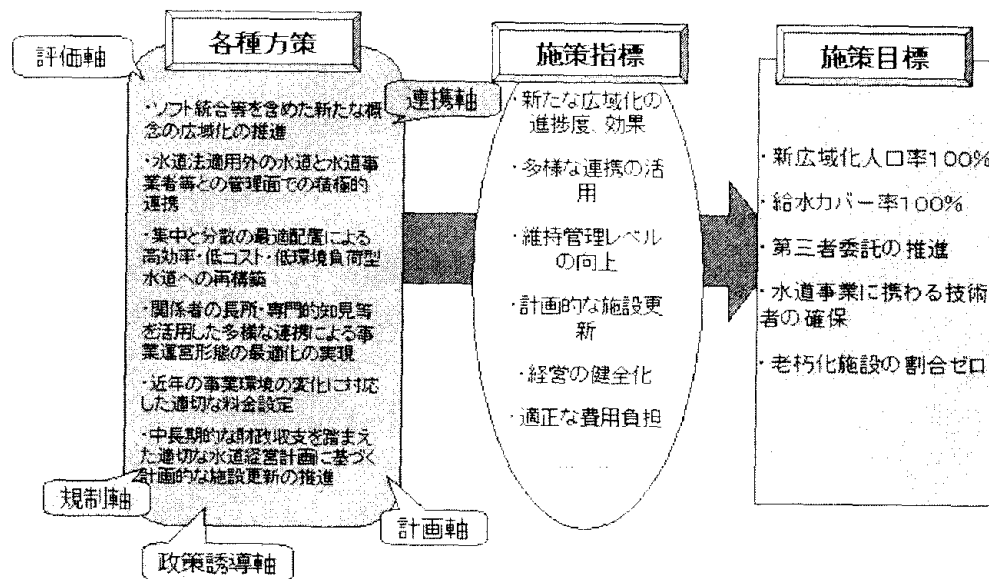 各種方策
評価軸
連携軸
・ソフト統合等を含めた新たな概
念の広域化の推進
・水道法適用外の水道と水道事
業者等との管理面での積極的
連携
・集中と分散の最適配置による
高効率・低コスト・低環境負荷型
水道への再構築
・関係者の長所・専門的知見等
を活用した多様な連携による事
業運営形態の最適化の実現
・近年の事業環境の変化に対応
した適切な料金設定
・中長期的な財政収支を踏まえ
た適切な水道経営計画に基づく
計画的な施設更新の推進
規制軸
計画軸
政策誘導軸
施策指標
・新たな広域化の
進捗度、効果
・多様な連携の活
用
・維持管理レベル
の向上
・計画的な施設更
新
・経営の健全化
・適正な費用負担
……
施策目標
・新広域化人口率100%
・給水カバー率100%
・第三者委託の推進
・水道事業に携わる技術
者の確保
・老朽化施設の割合ゼロ